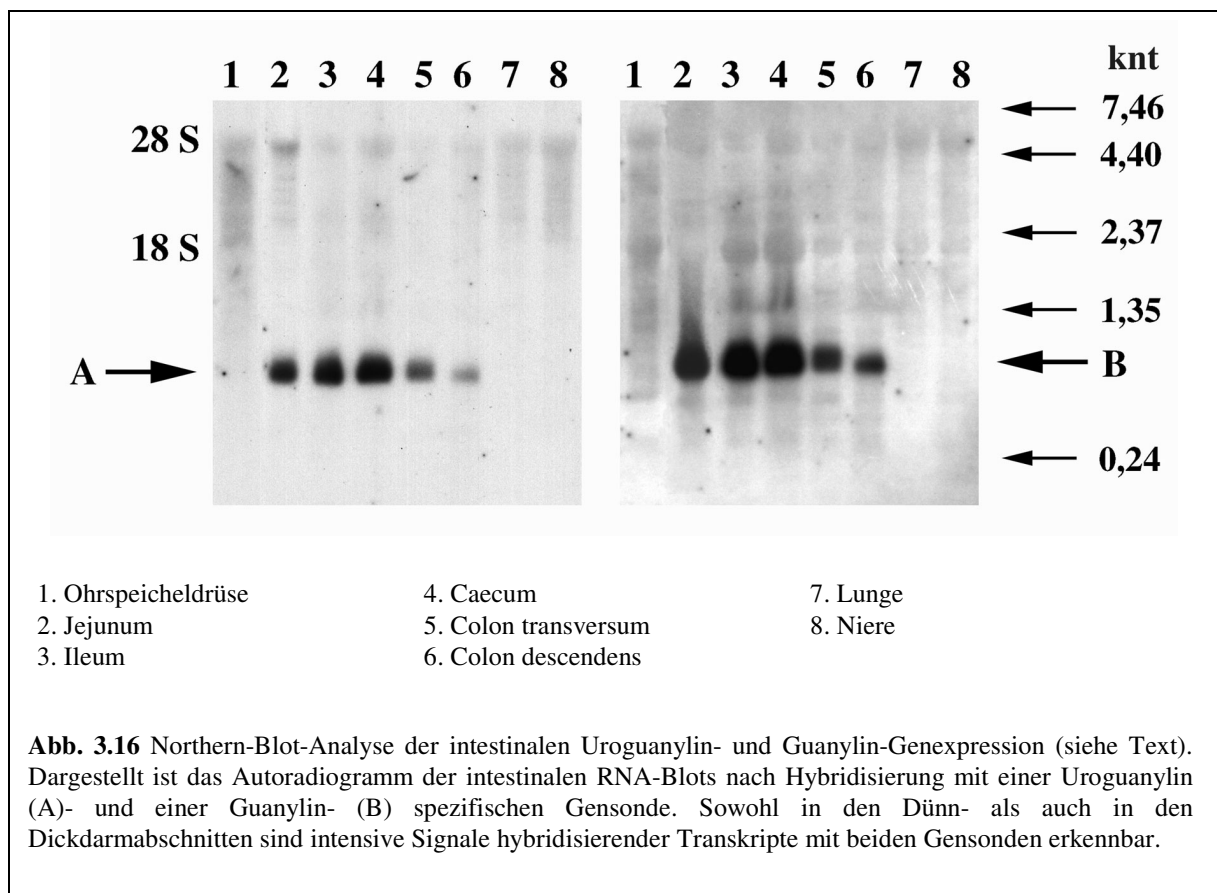 1 2 3 4 5 6 7 8 1 2 3 4 5 6 7 8 knt
7,46
28 S
4,40
18 S
2,37
1,35
A
B
0,24
1. Ohrspeicheldrüse 4. Caecum 7. Lunge
2. Jejunum 5. Colon transversum 8. Niere
3. Ileum 6. Colon descendens
Abb. 3.16 Northern-Blot-Analyse der intestinalen Uroguanylin- und Guanylin-Genexpression (siehe Text).
Dargestellt ist das Autoradiogramm der intestinalen RNA-Blots nach Hybridisierung mit einer Uroguanylin
(A)- und einer Guanylin- (B) spezifischen Gensonde. Sowohl in den Dünn- als auch in den
Dickdarmabschnitten sind intensive Signale hybridisierender Transkripte mit beiden Gensonden erkennbar.